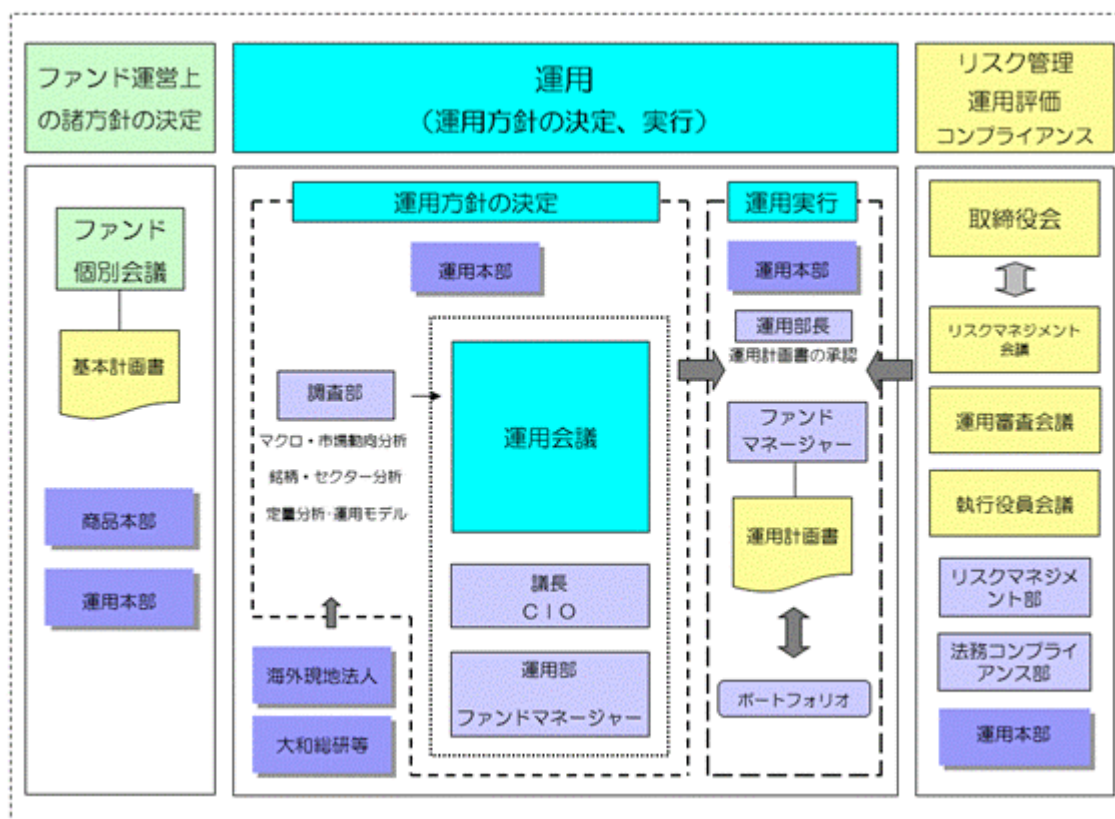 ファンド運営上
の諸方針の決定
運用
（運用方針の決定、実行）
リスク管理
運用評価
コンプライアンス
ファンド
個別会議
基本計画書
商品本部
運用本部
運用方針の決定
運用本部
調査部
マクロ・市場動向分析
銘柄・セクター分析
定量分析・運用モデル
海外現地法人
大和総研等
運用会議
議長
ＣＩＯ
運用部
ファンドマネージャー
運用実行
運用本部
運用部長
運用計画書の承認
ファンド
マネージャー
運用計画書
ポートフォリオ
取締役会
リスクマネジメント
会議
運用審査会議
執行役員会議
リスクマネジメ
ント部
法務コンプライ
アンス部
運用本部